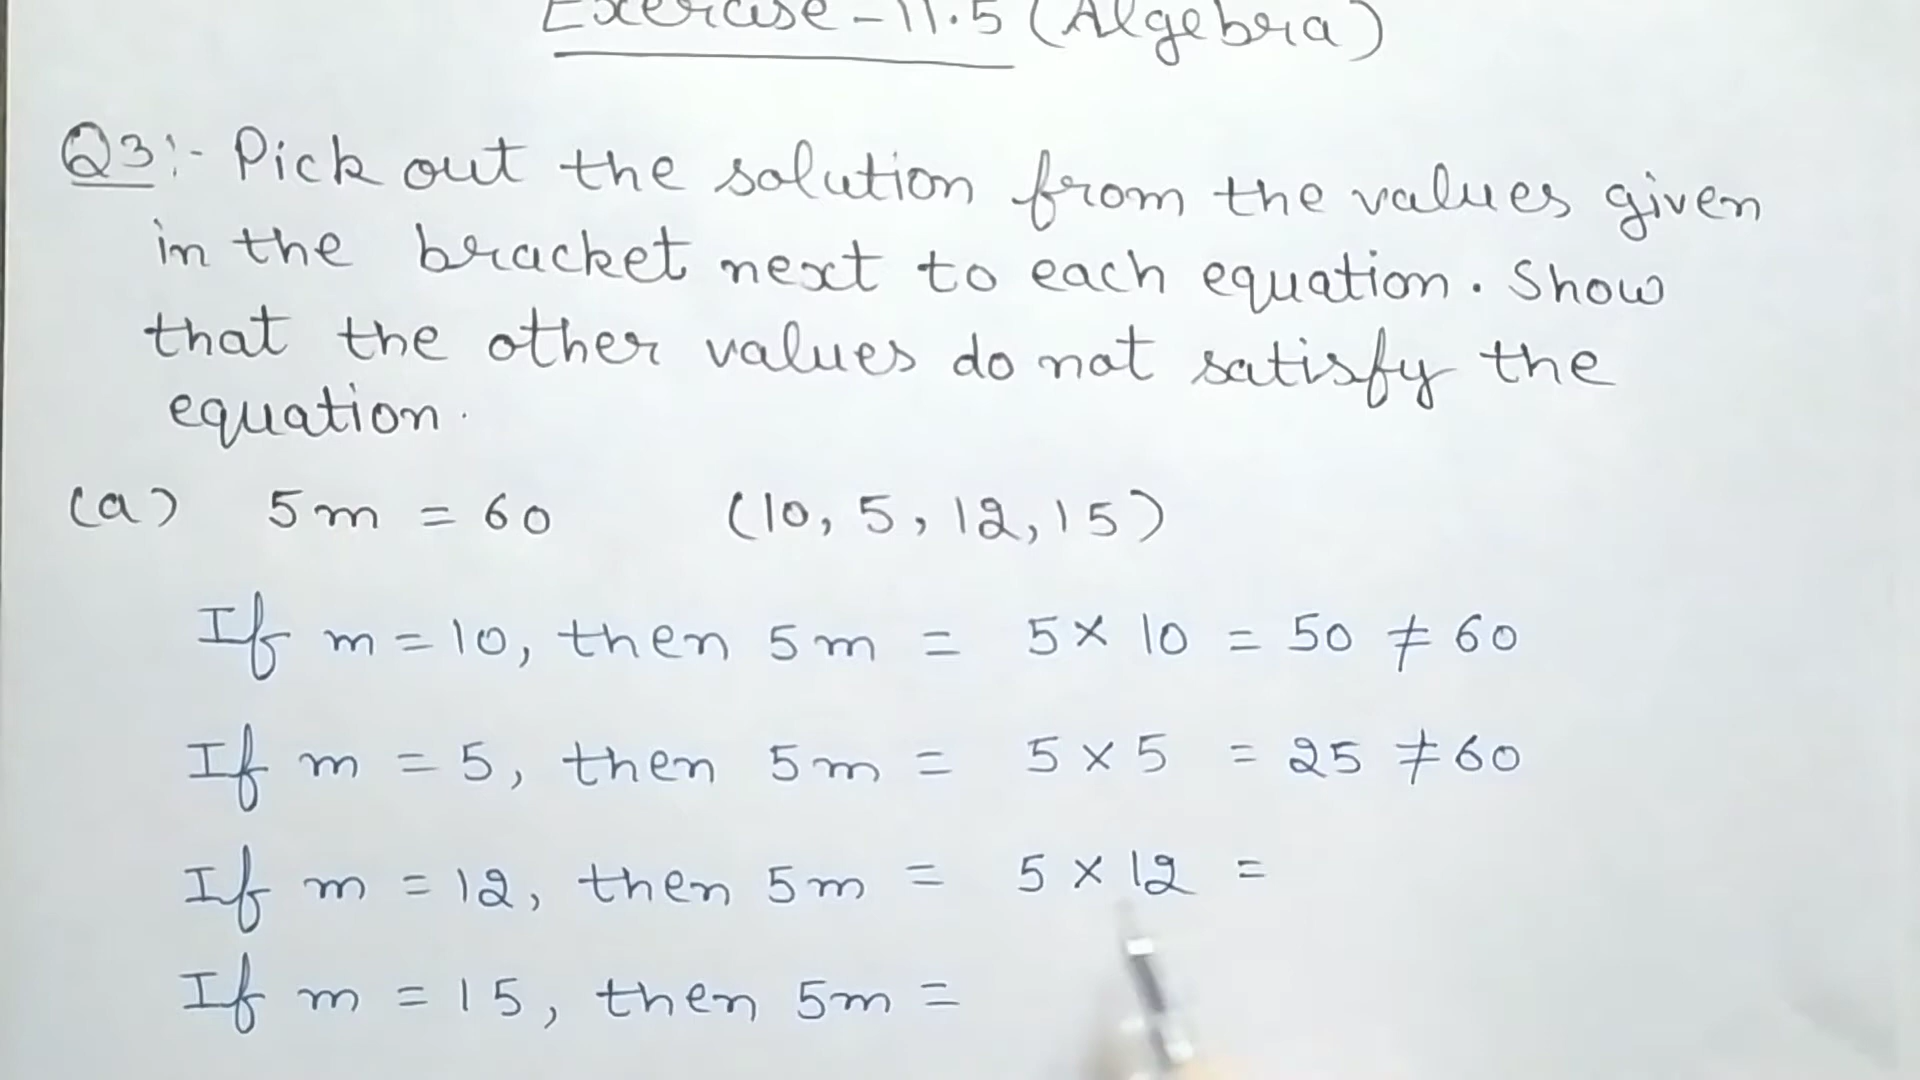 Exercise - 11.5 (Algebra)
Q3:- Pick out the solution from the values given
in the bracket next to each equation. Show
that the other values do not satisfy the
equation.
(a) 5m = 60 (10, 5, 12, 15)
If m = 10, then 5m = 5 × 10 = 50 ≠ 60
If m = 5, then 5m = 5 × 5 = 25 ≠ 60
If m = 12, then 5m = 5 × 12 =
If m = 15, then 5m =